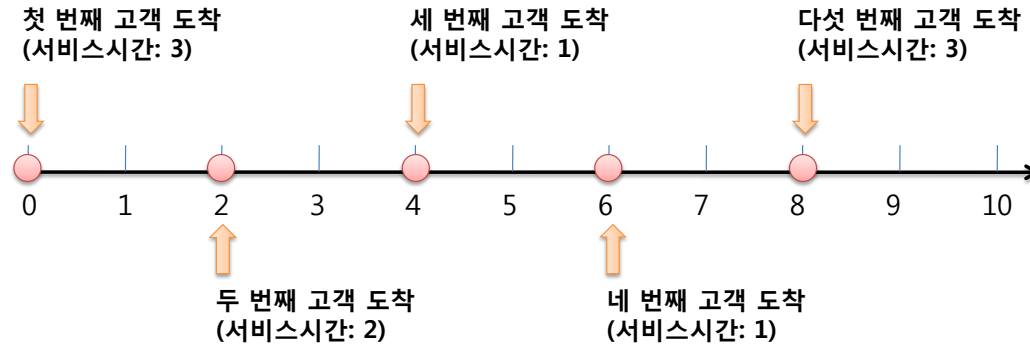 첫 번째 고객 도착
(서비스시간: 3)
세 번째 고객 도착
(서비스시간: 1)
다섯 번째 고객 도착
(서비스시간: 3)
0 1 2 3 4 5 6 7 8 9 10
두 번째 고객 도착
(서비스시간: 2)
네 번째 고객 도착
(서비스시간: 1)